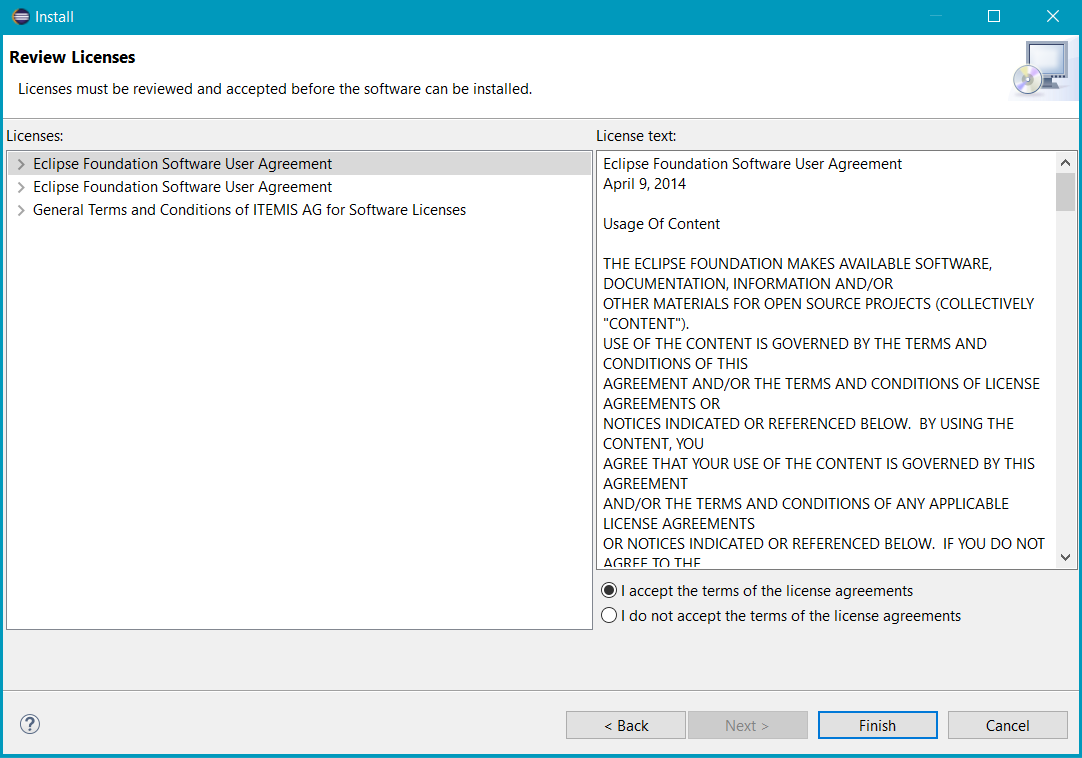 Install
Review Licenses
Licenses must be reviewed and accepted before the software can be installed.
Licenses:
Eclipse Foundation Software User Agreement
Eclipse Foundation Software User Agreement
General Terms and Conditions of ITEMIS AG for Software Licenses
License text:
Eclipse Foundation Software User Agreement
April 9, 2014
Usage Of Content
THE ECLIPSE FOUNDATION MAKES AVAILABLE SOFTWARE,
DOCUMENTATION, INFORMATION AND/OR
OTHER MATERIALS FOR OPEN SOURCE PROJECTS (COLLECTIVELY
"CONTENT").
USE OF THE CONTENT IS GOVERNED BY THE TERMS AND
CONDITIONS OF THIS
AGREEMENT AND/OR THE TERMS AND CONDITIONS OF LICENSE
AGREEMENTS OR
NOTICES INDICATED OR REFERENCED BELOW.  BY USING THE
CONTENT, YOU
AGREE THAT YOUR USE OF THE CONTENT IS GOVERNED BY THIS
AGREEMENT
AND/OR THE TERMS AND CONDITIONS OF ANY APPLICABLE
LICENSE AGREEMENTS
OR NOTICES INDICATED OR REFERENCED BELOW.  IF YOU DO NOT
AGREE TO THE
I accept the terms of the license agreements
I do not accept the terms of the license agreements
?
< Back
Next >
Finish
Cancel